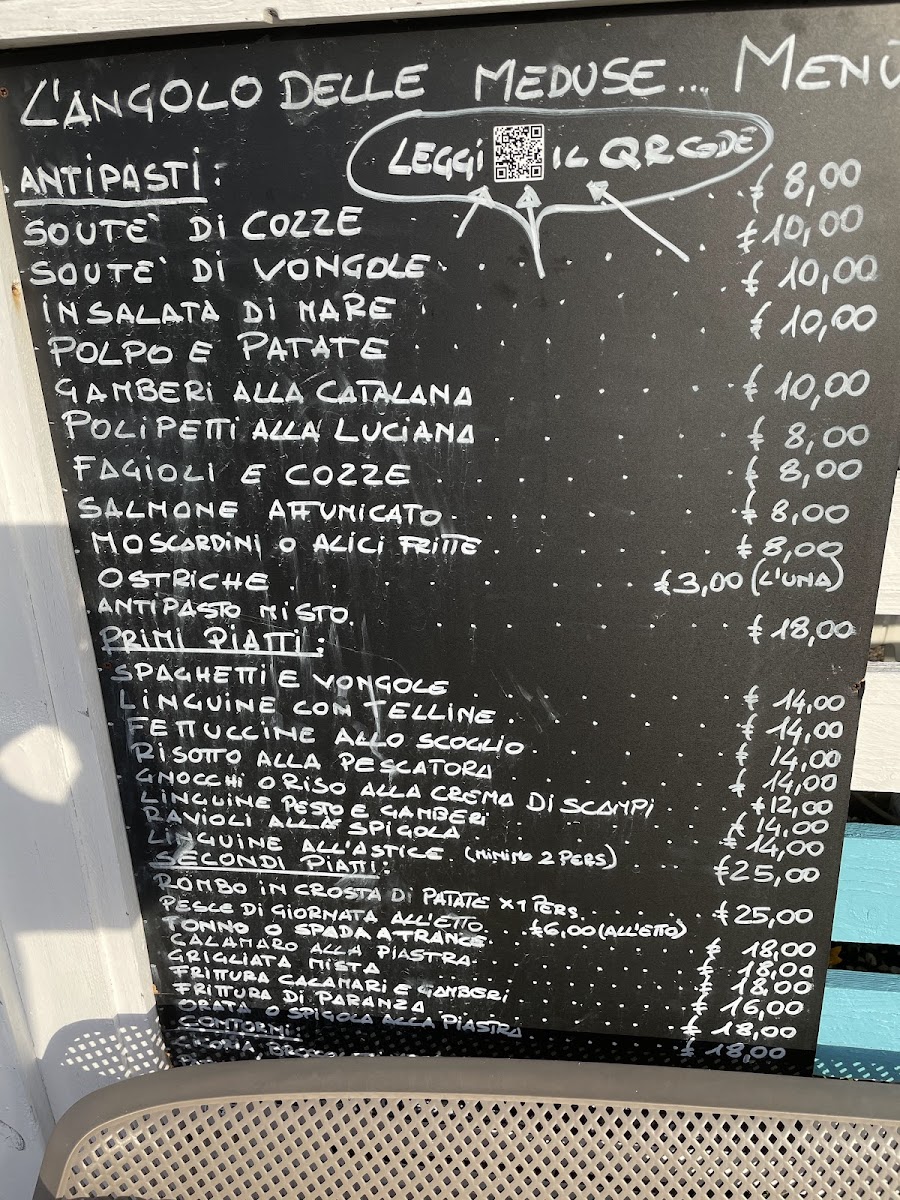 L'ANGOLO DELLE MEDUSE... MENÙ
LEGGI IL QR CODE
ANTIPASTI:
SOUTE' DI COZZE € 8,00
SOUTE' DI VONGOLE € 10,00
INSALATA DI MARE € 10,00
POLPO E PATATE € 10,00
GAMBERI ALLA CATALANA € 10,00
POLIPETTI ALLA LUCIANA € 8,00
FAGIOLI E COZZE € 8,00
SALMONE AFFUMICATO € 8,00
MOSCARDINI O ALICI FRITTE € 8,00
OSTRICHE € 3,00 (L'UNA)
ANTIPASTO MISTO € 18,00
PRIMI PIATTI:
SPAGHETTI E VONGOLE € 14,00
LINGUINE CON TELLINE € 14,00
FETTUCCINE ALLO SCOGLIO € 14,00
RISOTTO ALLA PESCATORA € 14,00
GNOCCHI O RISO ALLA CREMA DI SCAMPI € 12,00
LINGUINE PESTO E GAMBERI € 14,00
RAVIOLI ALLA SPIGOLA € 14,00
LINGUINE ALL'ASTICE (MINIMO 2 PERS) € 25,00
SECONDI PIATTI:
ROMBO IN CROSTA DI PATATE X 1 PERS. € 25,00
PESCE DI GIORNATA ALL'ETTO € 6,00 (ALL'ETTO)
TONNO O SPADA A TRANCE € 18,00
CALAMARO ALLA PIASTRA € 18,00
GRIGLIATA MISTA € 18,00
FRITTURA CALAMARI E GAMBERI € 16,00
FRITTURA DI PARANZA € 18,00
ORATA O SPIGOLA ALLA PIASTRA € 18,00
CONTORNI: